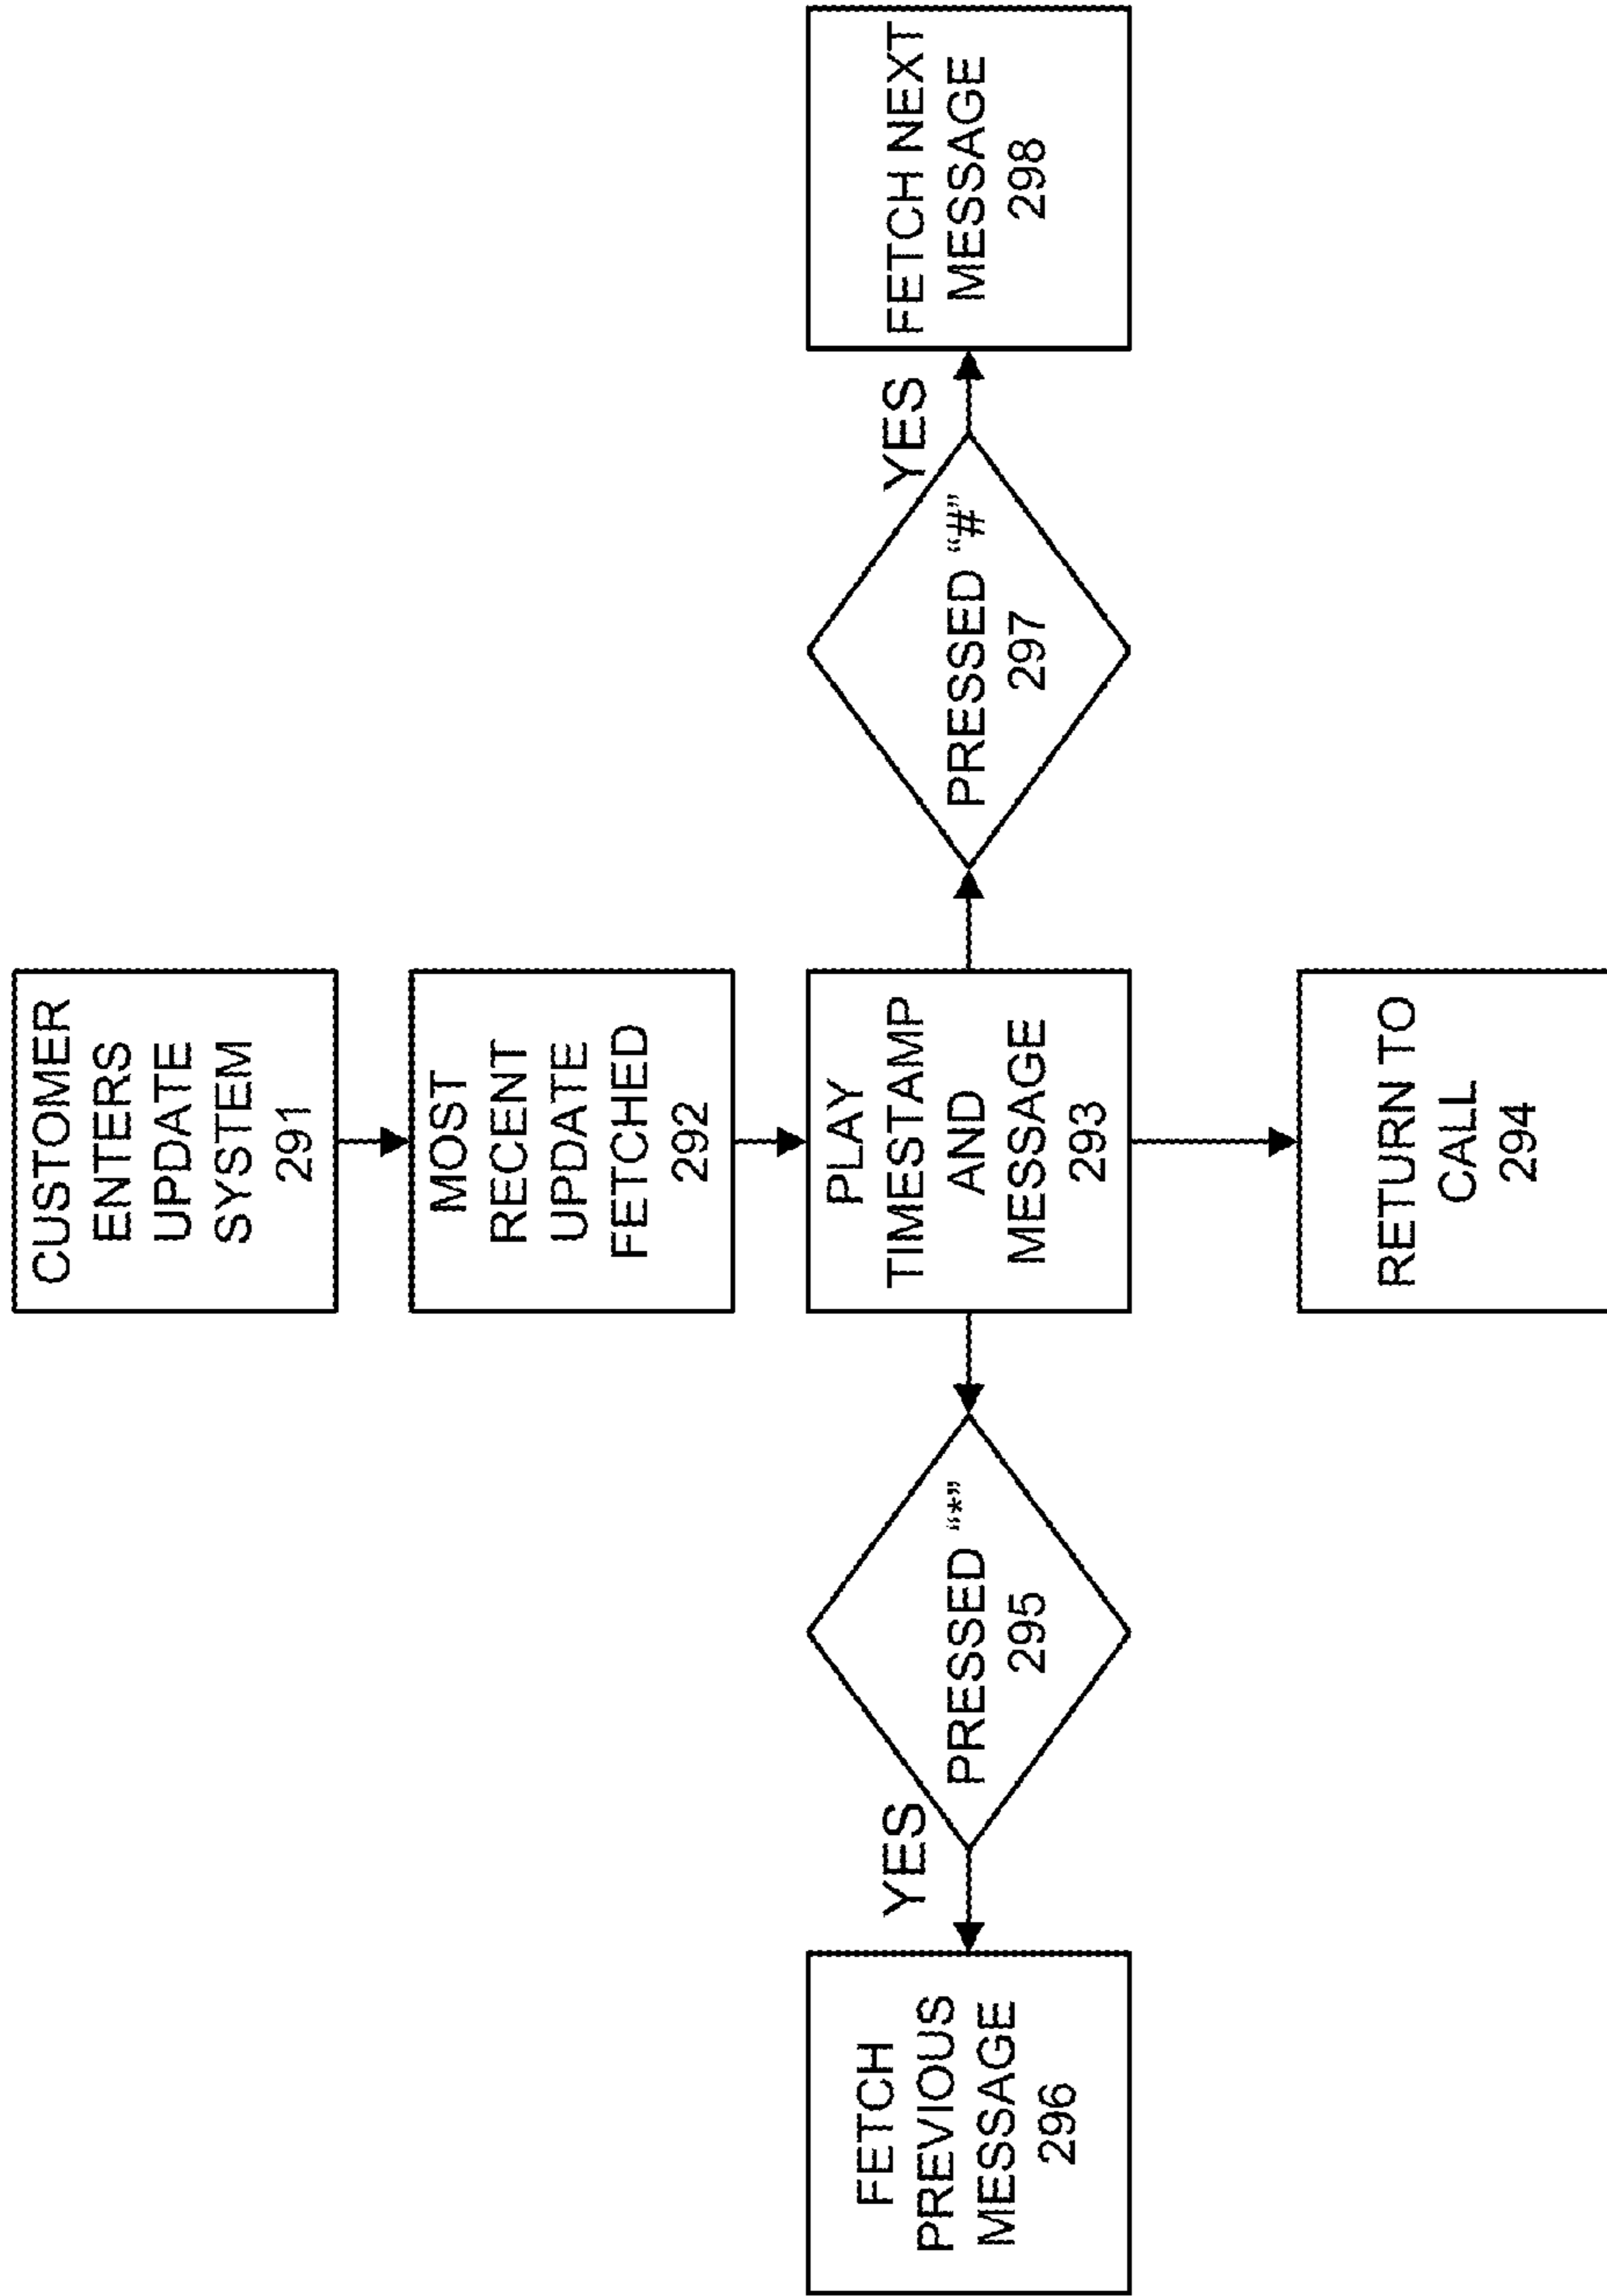 CUSTOMER
ENTERS
UPDATE
SYSTEM
291
MOST
RECENT
UPDATE
FETCHED
292
FETCH
PREVIOUS
MESSAGE
296
YES
PRESSED “*”
295
PLAY
TIMESTAMP
AND
MESSAGE
293
PRESSED “#”
297
YES
FETCH NEXT
MESSAGE
298
RETURN TO
CALL
294